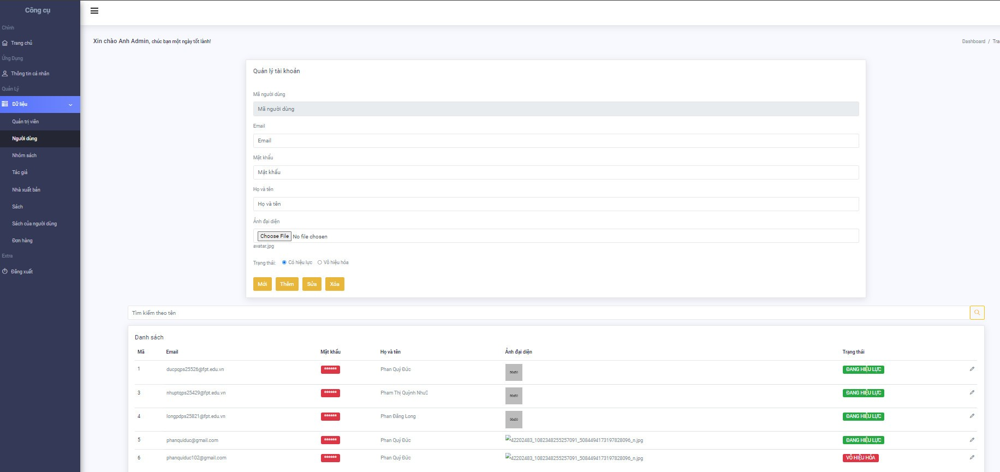 Công cụ
Chính
Trang chủ
Ứng Dụng
Thông tin cá nhân
Quản Lý
Dữ liệu
Quản trị viên
Người dùng
Nhóm sách
Tác giả
Nhà xuất bản
Sách
Sách của người dùng
Đơn hàng
Extra
Đăng xuất
Xin chào Anh Admin, chúc bạn một ngày tốt lành!
Dashboard / Tra
Quản lý tài khoản
Mã người dùng
Mã người dùng
Email
Email
Mật khẩu
Mật khẩu
Họ và tên
Họ và tên
Ảnh đại diện
Choose File No file chosen
avatar.jpg
Trạng thái: Có hiệu lực Vô hiệu hóa
Mới Thêm Sửa Xóa
Tìm kiếm theo tên
Danh sách
Mã Email Mật khẩu Họ và tên Ảnh đại diện Trạng thái
1 ducpqps25526@fpt.edu.vn ****** Phan Quý Đức 50x50 ĐANG HIỆU LỰC
3 nhuptqps25429@fpt.edu.vn ****** Pham Thị Quỳnh Như 50x50 ĐANG HIỆU LỰC
4 longpdps25821@fpt.edu.vn ****** Phan Đăng Long 50x50 ĐANG HIỆU LỰC
5 phanquiduc@gmail.com ****** Phan Quý Đức 42202483_1082348255257091_5084494173197828096_n.jpg ĐANG HIỆU LỰC
6 phanquiduc102@gmail.com ****** Phan Quý Đức 42202483_1082348255257091_5084494173197828096_n.jpg VÔ HIỆU HÓA